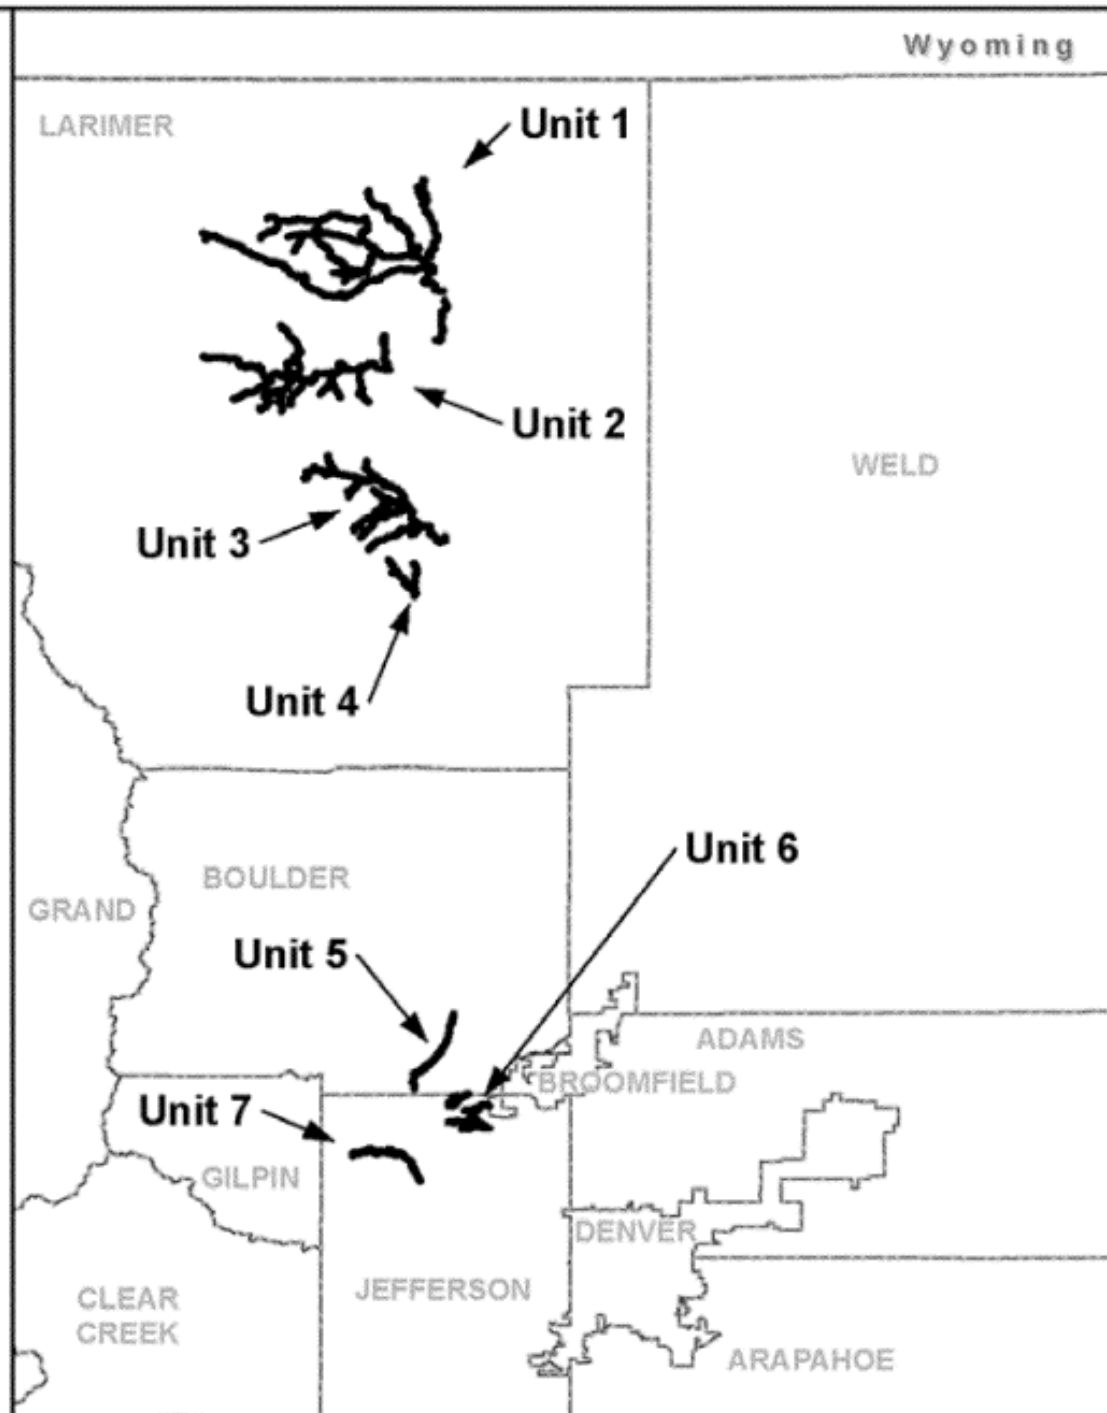 Wyoming
LARIMER
Unit 1
Unit 2
WELD
Unit 3
Unit 4
Unit 6
BOULDER
GRAND
Unit 5
ADAMS
BROOMFIELD
Unit 7
GILPIN
DENVER
JEFFERSON
CLEAR
CREEK
ARAPAHOE